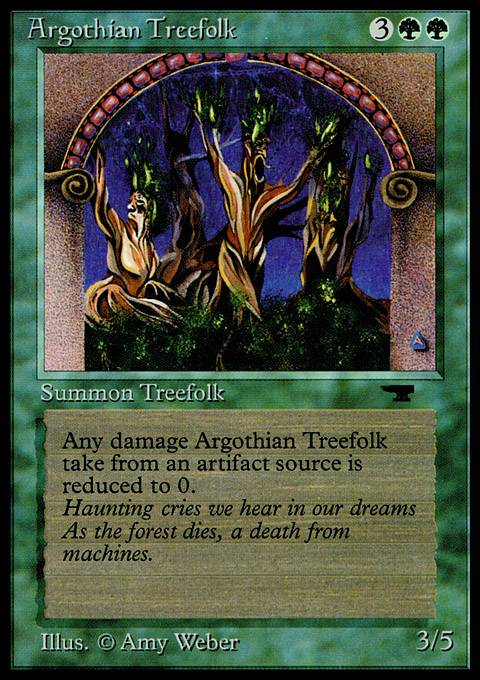 Argothian Treefolk 3
Summon Treefolk
Any damage Argothian Treefolk
take from an artifact source is
reduced to 0.
Haunting cries we hear in our dreams
As the forest dies, a death from
machines.
Illus. © Amy Weber 3/5